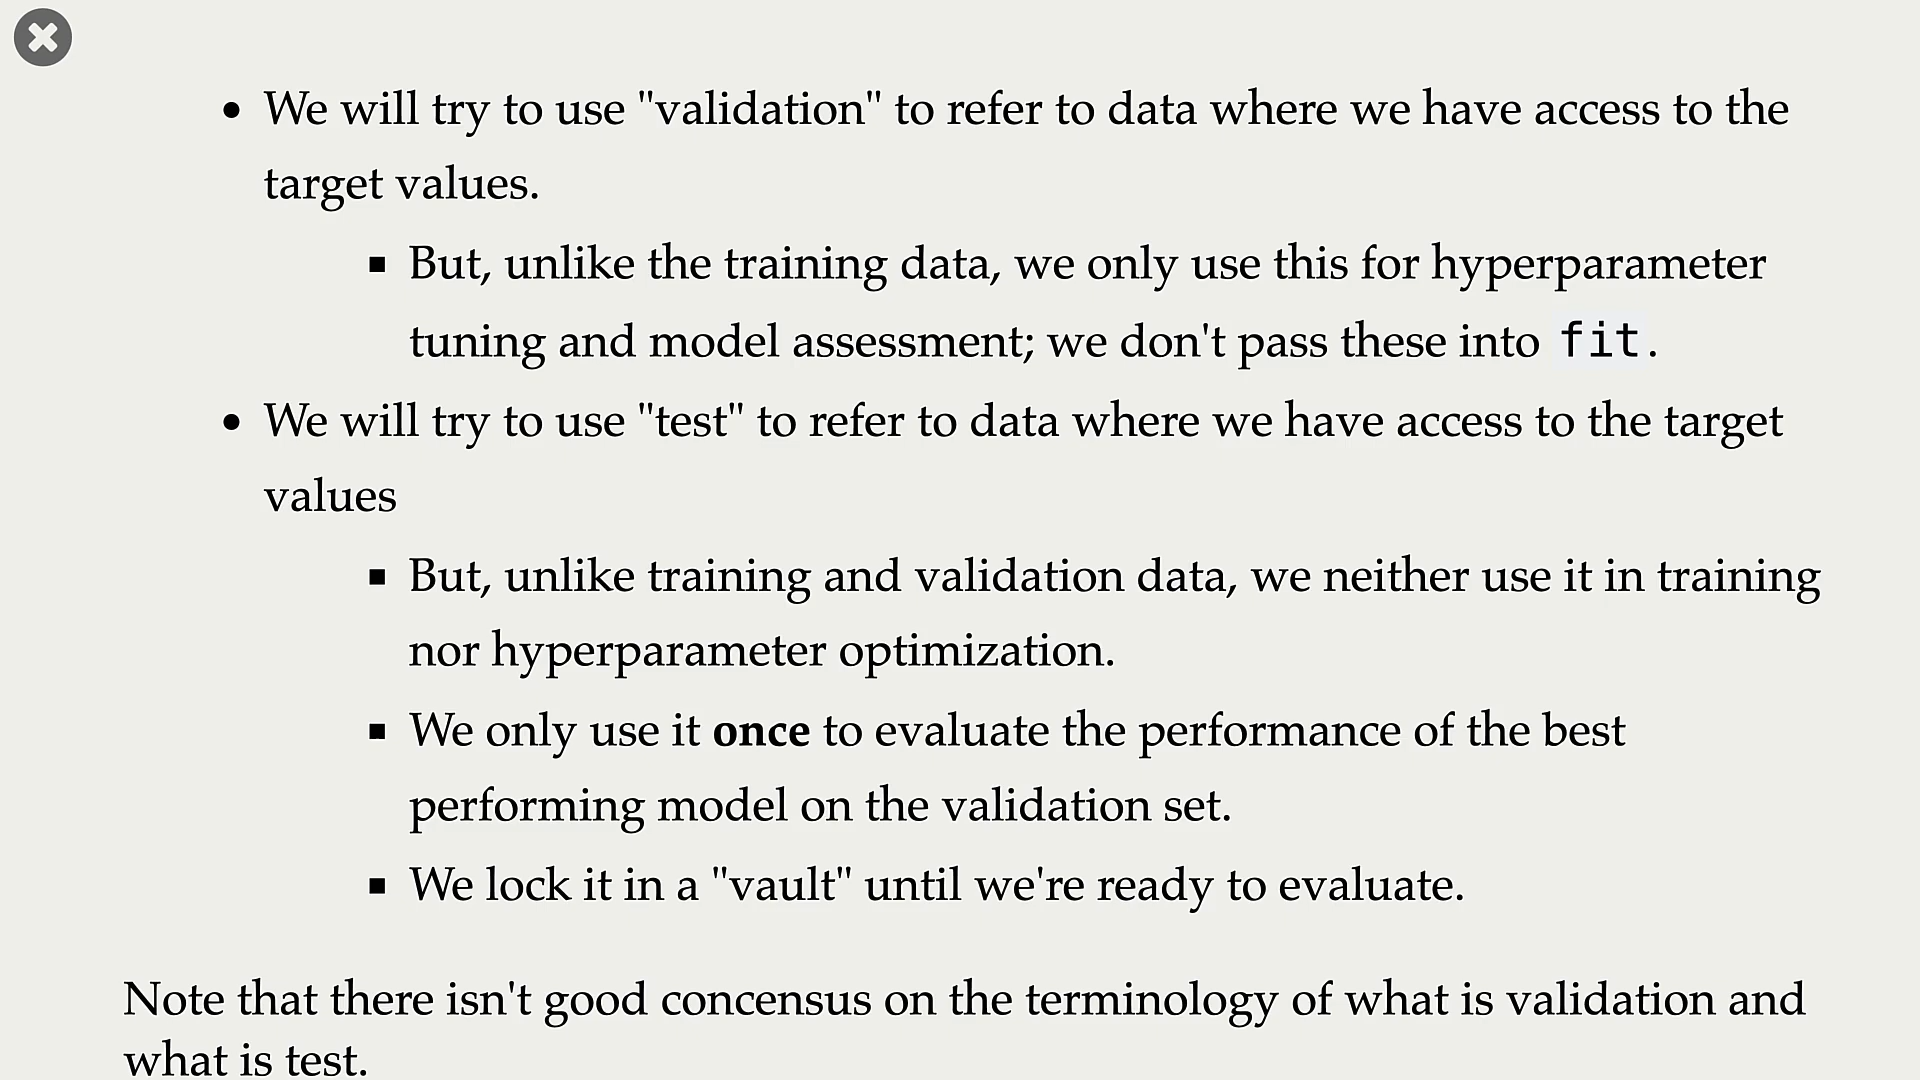 • We will try to use "validation" to refer to data where we have access to the
target values.
▪ But, unlike the training data, we only use this for hyperparameter
tuning and model assessment; we don't pass these into fit.
• We will try to use "test" to refer to data where we have access to the target
values
▪ But, unlike training and validation data, we neither use it in training
nor hyperparameter optimization.
▪ We only use it once to evaluate the performance of the best
performing model on the validation set.
▪ We lock it in a "vault" until we're ready to evaluate.
Note that there isn't good concensus on the terminology of what is validation and
what is test.